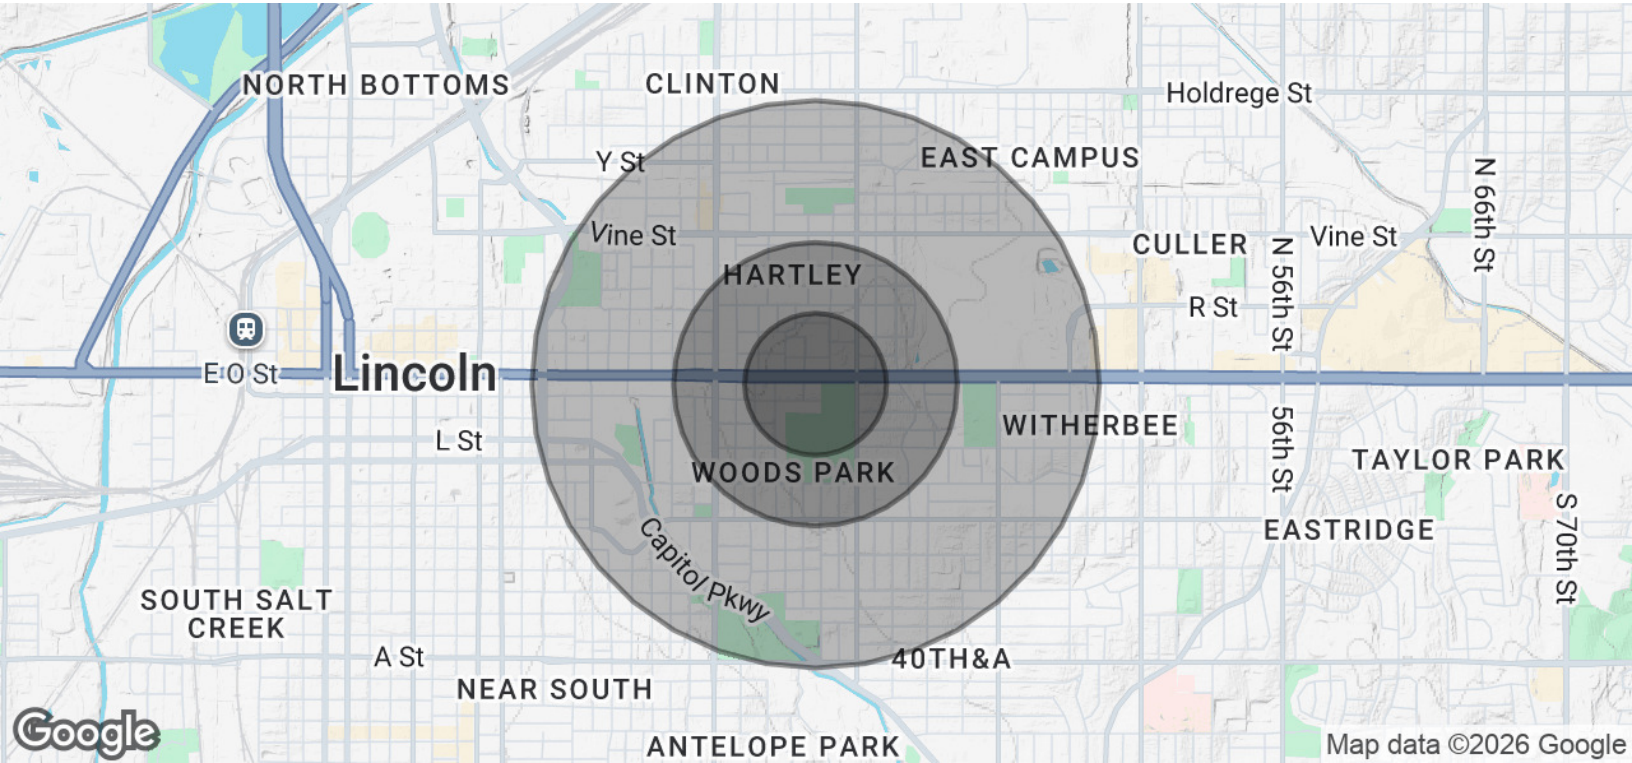 NORTH BOTTOMS
CLINTON
Holdrege St
Y St
EAST CAMPUS
N 66th St
Vine St
CULLER
N 56th St
Vine St
HARTLEY
R St
E O St
Lincoln
L St
WITHERBEE
56th St
WOODS PARK
TAYLOR PARK
S 70th St
EASTRIDGE
Capitol Pkwy
SOUTH SALT
CREEK
A St
40TH&A
NEAR SOUTH
ANTELOPE PARK
Google
Map data ©2026 Google